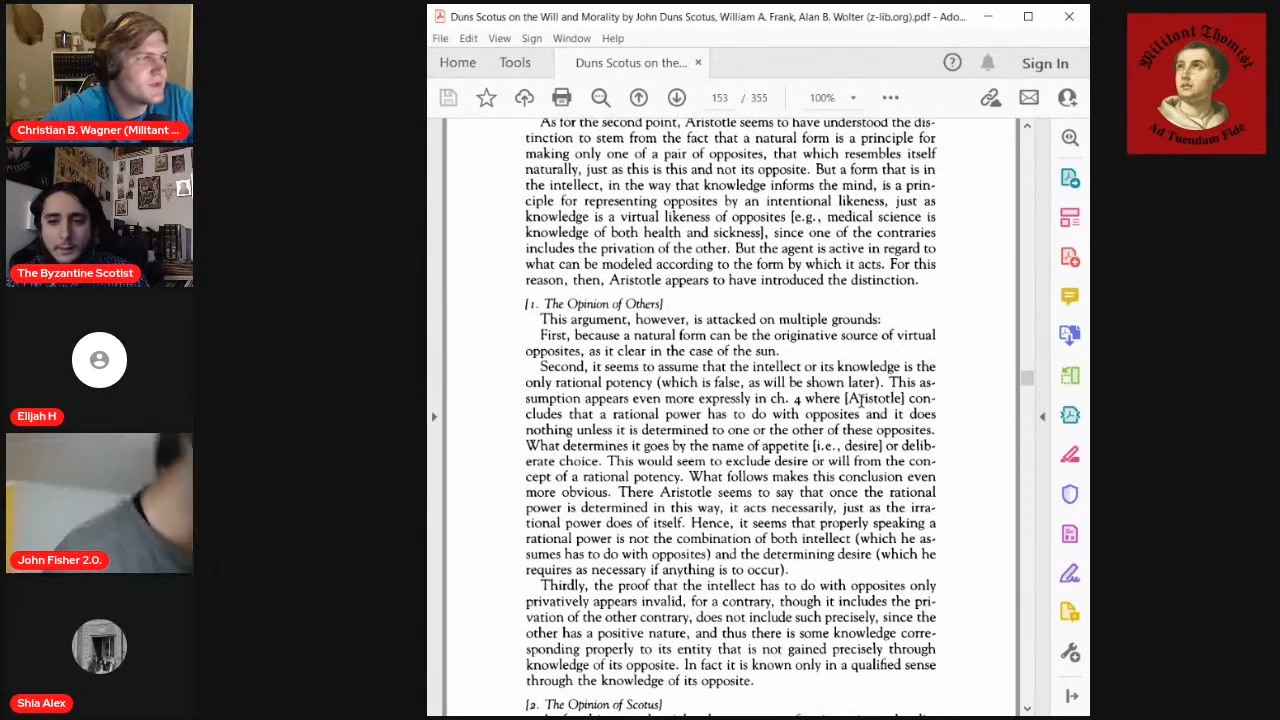 Christian B. Wagner (Militant ...
The Byzantine Scotist
Elijah H
John Fisher 2.0.
Shia Alex
Duns Scotus on the Will and Morality by John Duns Scotus, William A. Frank, Alan B. Wolter (z-lib.org).pdf - Ado...
File Edit View Sign Window Help
Home Tools Duns Scotus on the... × Sign In
153 / 355 100%
As for the second point, Aristotle seems to have understood the dis-
tinction to stem from the fact that a natural form is a principle for
making only one of a pair of opposites, that which resembles itself
naturally, just as this is this and not its opposite. But a form that is in
the intellect, in the way that knowledge informs the mind, is a prin-
ciple for representing opposites by an intentional likeness, just as
knowledge is a virtual likeness of opposites [e.g., medical science is
knowledge of both health and sickness], since one of the contraries
includes the privation of the other. But the agent is active in regard to
what can be modeled according to the form by which it acts. For this
reason, then, Aristotle appears to have introduced the distinction.
[1. The Opinion of Others]
This argument, however, is attacked on multiple grounds:
First, because a natural form can be the originative source of virtual
opposites, as it clear in the case of the sun.
Second, it seems to assume that the intellect or its knowledge is the
only rational potency (which is false, as will be shown later). This as-
sumption appears even more expressly in ch. 4 where [Aristotle] con-
cludes that a rational power has to do with opposites and it does
nothing unless it is determined to one or the other of these opposites.
What determines it goes by the name of appetite [i.e., desire] or delib-
erate choice. This would seem to exclude desire or will from the con-
cept of a rational potency. What follows makes this conclusion even
more obvious. There Aristotle seems to say that once the rational
power is determined in this way, it acts necessarily, just as the irra-
tional power does of itself. Hence, it seems that properly speaking a
rational power is not the combination of both intellect (which he as-
sumes has to do with opposites) and the determining desire (which he
requires as necessary if anything is to occur).
Thirdly, the proof that the intellect has to do with opposites only
privatively appears invalid, for a contrary, though it includes the pri-
vation of the other contrary, does not include such precisely, since the
other has a positive nature, and thus there is some knowledge corre-
sponding properly to its entity that is not gained precisely through
knowledge of its opposite. In fact it is known only in a qualified sense
through the knowledge of its opposite.
[2. The Opinion of Scotus]
Militant Thomist
Ad Tuendam Fide